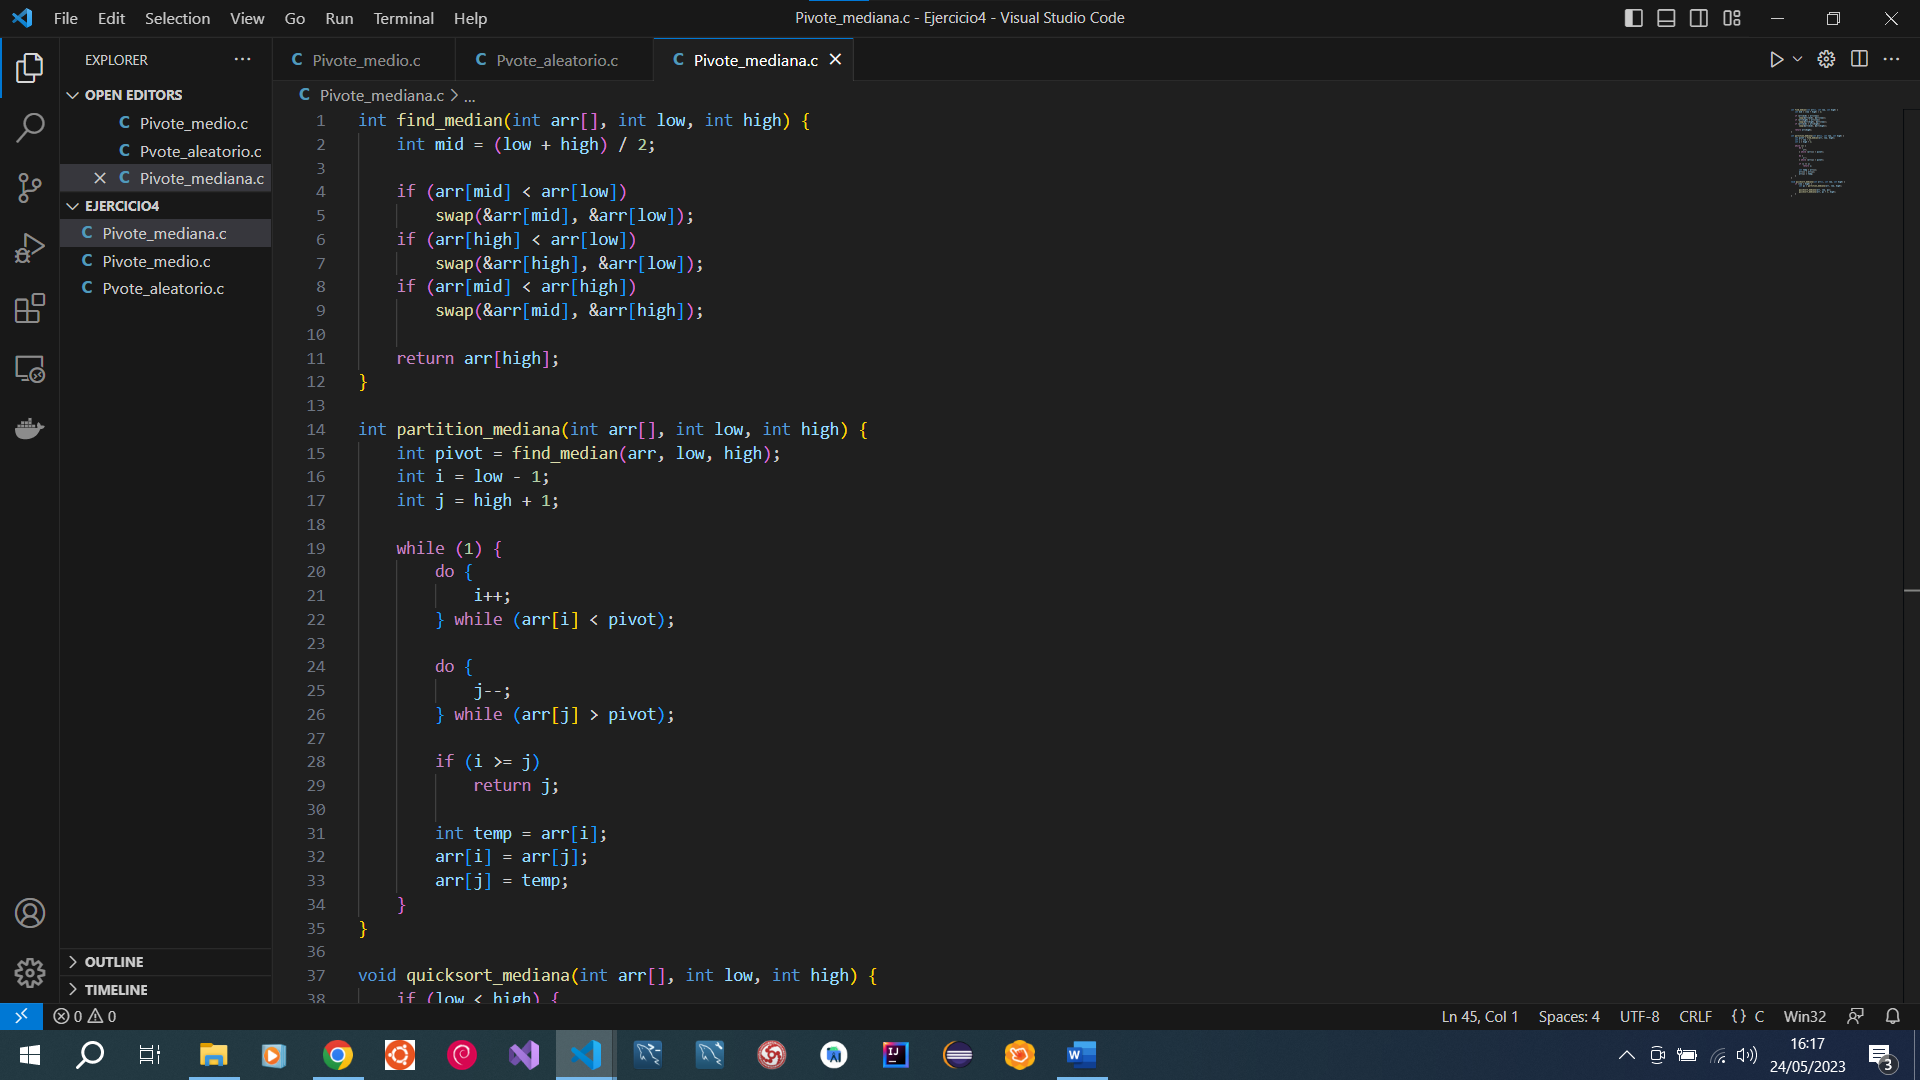 File Edit Selection View Go Run Terminal Help
Pivote_mediana.c - Ejercicio4 - Visual Studio Code
EXPLORER
OPEN EDITORS
C Pivote_medio.c
C Pvote_aleatorio.c
C Pivote_mediana.c
EJERCICIO4
C Pivote_mediana.c
C Pivote_medio.c
C Pvote_aleatorio.c
OUTLINE
TIMELINE
C Pivote_medio.c
C Pvote_aleatorio.c
C Pivote_mediana.c
C Pivote_mediana.c > ...
1 int find_median(int arr[], int low, int high) {
2 int mid = (low + high) / 2;
3
4 if (arr[mid] < arr[low])
5 swap(&arr[mid], &arr[low]);
6 if (arr[high] < arr[low])
7 swap(&arr[high], &arr[low]);
8 if (arr[mid] < arr[high])
9 swap(&arr[mid], &arr[high]);
10
11 return arr[high];
12 }
13
14 int partition_mediana(int arr[], int low, int high) {
15 int pivot = find_median(arr, low, high);
16 int i = low - 1;
17 int j = high + 1;
18
19 while (1) {
20 do {
21 i++;
22 } while (arr[i] < pivot);
23
24 do {
25 j--;
26 } while (arr[j] > pivot);
27
28 if (i >= j)
29 return j;
30
31 int temp = arr[i];
32 arr[i] = arr[j];
33 arr[j] = temp;
34 }
35 }
36
37 void quicksort_mediana(int arr[], int low, int high) {
38 if (low < high) {
0 0
Ln 45, Col 1 Spaces: 4 UTF-8 CRLF {} C Win32
16:17
24/05/2023
3